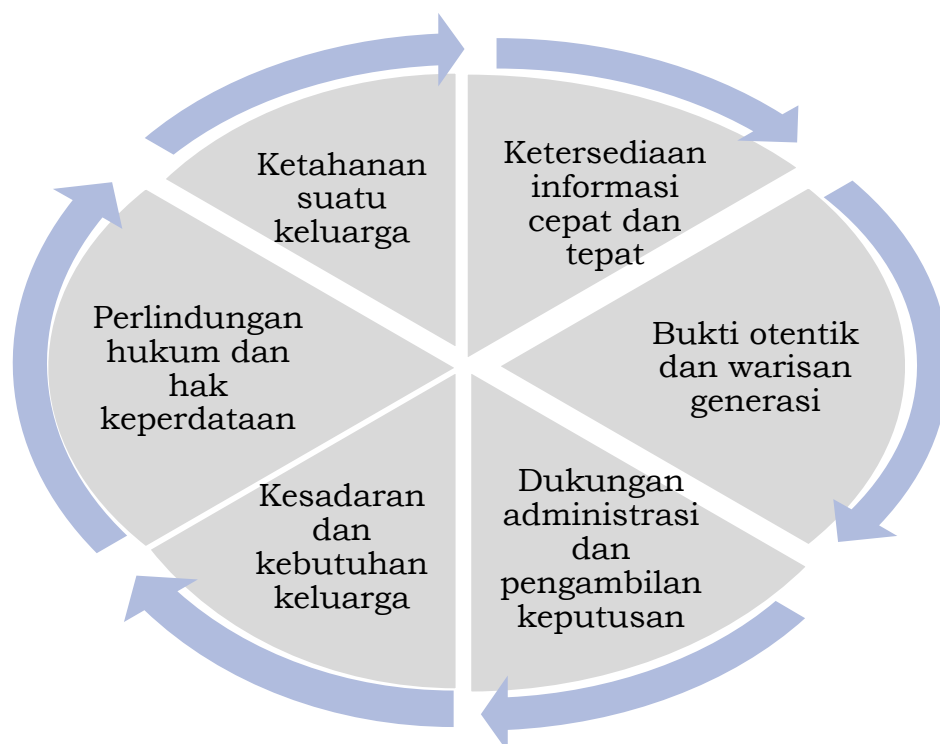 Ketersediaan
informasi
cepat dan
tepat
Bukti otentik
dan warisan
generasi
Dukungan
administrasi
dan
pengambilan
keputusan
Kesadaran
dan
kebutuhan
keluarga
Perlindungan
hukum dan
hak
keperdataan
Ketahanan
suatu
keluarga